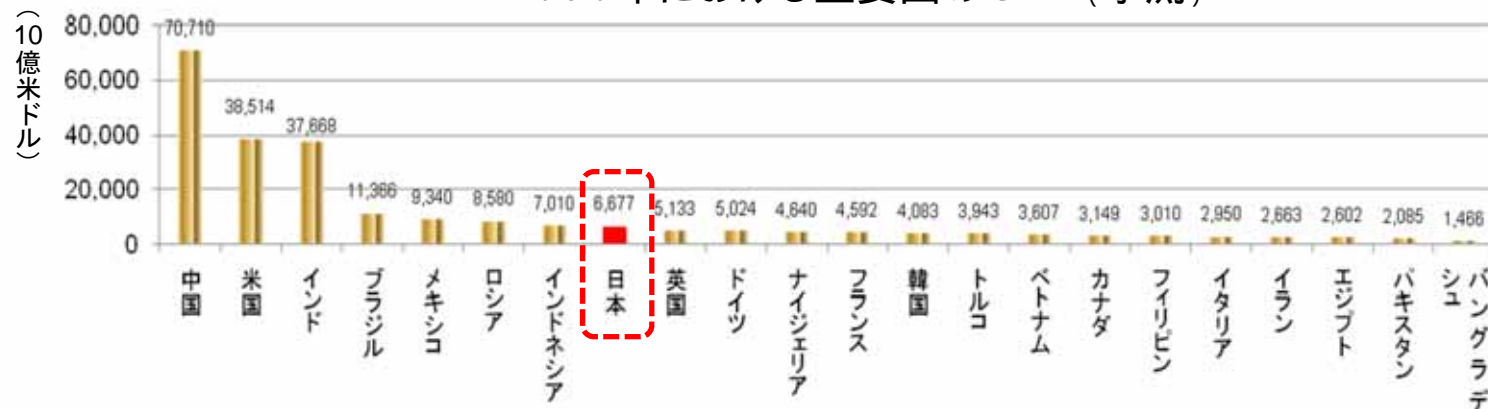 （10億米ドル）
80,000
60,000
40,000
20,000
0
70,710
38,514
37,668
11,366
9,340
8,580
7,010
6,677
5,133
5,024
4,640
4,592
4,083
3,943
3,607
3,149
3,010
2,950
2,663
2,602
2,085
1,466
中国
米国
インド
ブラジル
メキシコ
ロシア
インドネシア
日本
英国
ドイツ
ナイジェリア
フランス
韓国
トルコ
ベトナム
カナダ
フィリピン
イタリア
イラン
エジプト
パキスタン
バングラデ
シュ